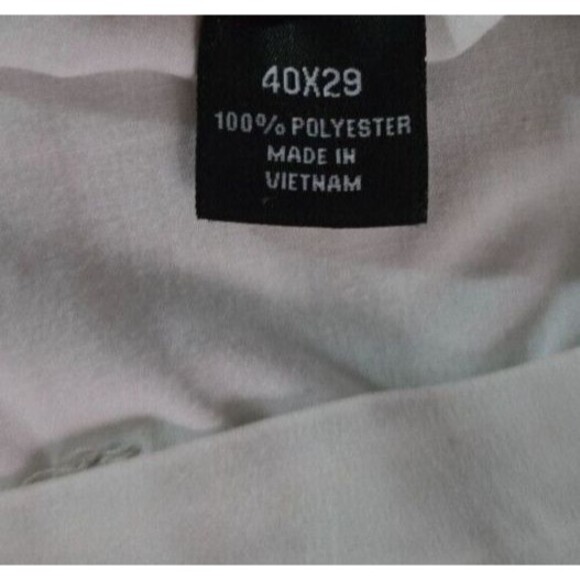 40X29
100% POLYESTER
MADE IN
VIETNAM